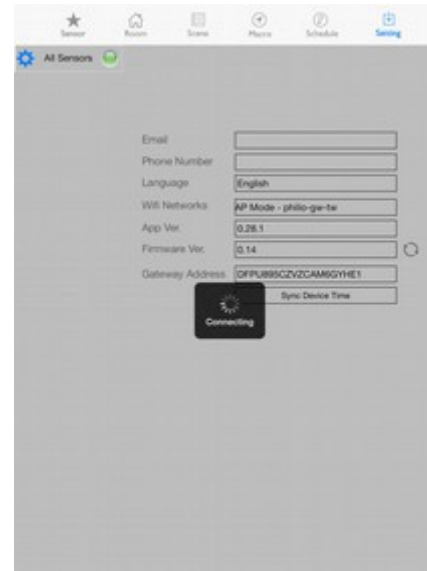 Sensor Room Scene Macro Schedule Setting
All Sensors
Email
Phone Number
Language English
Wifi Networks AP Mode - philio-gw-tw
App Ver. 0.28.1
Firmware Ver. 0.14
Gateway Address
Sync Device Time
Connecting